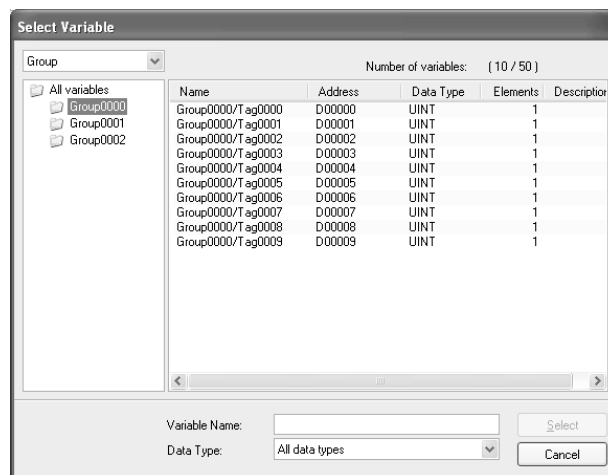 Select Variable
Group
Number of variables: ( 10 / 50 )
All variables
Group0000
Group0001
Group0002
Name Address Data Type Elements Description
Group0000/Tag0000 D00000 UINT 1
Group0000/Tag0001 D00001 UINT 1
Group0000/Tag0002 D00002 UINT 1
Group0000/Tag0003 D00003 UINT 1
Group0000/Tag0004 D00004 UINT 1
Group0000/Tag0005 D00005 UINT 1
Group0000/Tag0006 D00006 UINT 1
Group0000/Tag0007 D00007 UINT 1
Group0000/Tag0008 D00008 UINT 1
Group0000/Tag0009 D00009 UINT 1
Variable Name:
Select
Data Type: All data types
Cancel